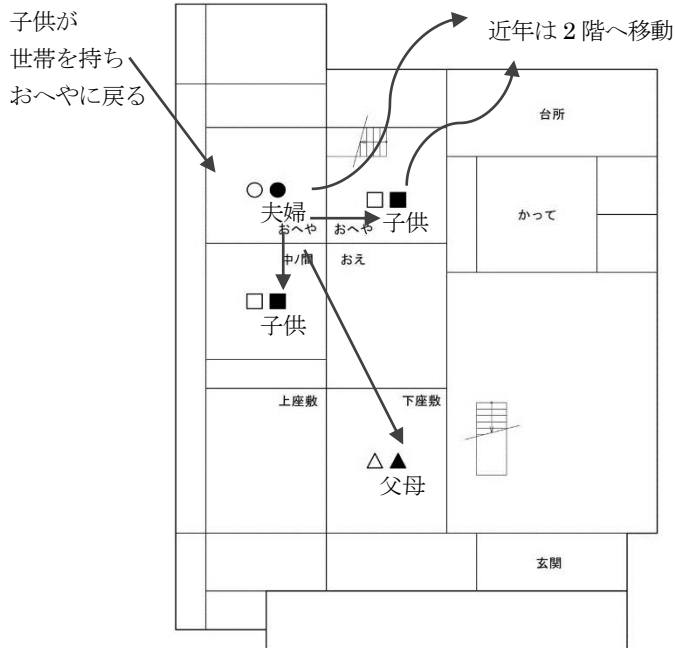 子供が
世帯を持ち
おへやに戻る
近年は2階へ移動
台所
かって
夫婦
子供
おへや
おへや
中ノ間
おえ
子供
上座敷
下座敷
父母
玄関